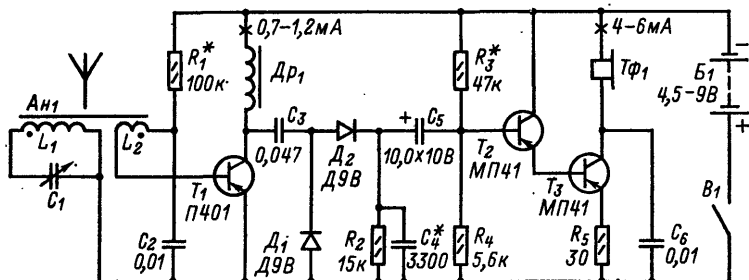 0,7-1,2мА
4-6мА
R1*
100к
Др1
R3*
47к
Тф1
Б1
4,5-9В
Ан1
L1
L2
C1
C3
0,047
Д2
Д9В
C5
10,0×10В
T1
П401
T2
МП41
T3
МП41
B1
C2
0,01
Д1
Д9В
R2
15к
C4*
3300
R4
5,6к
R5
30
C6
0,01